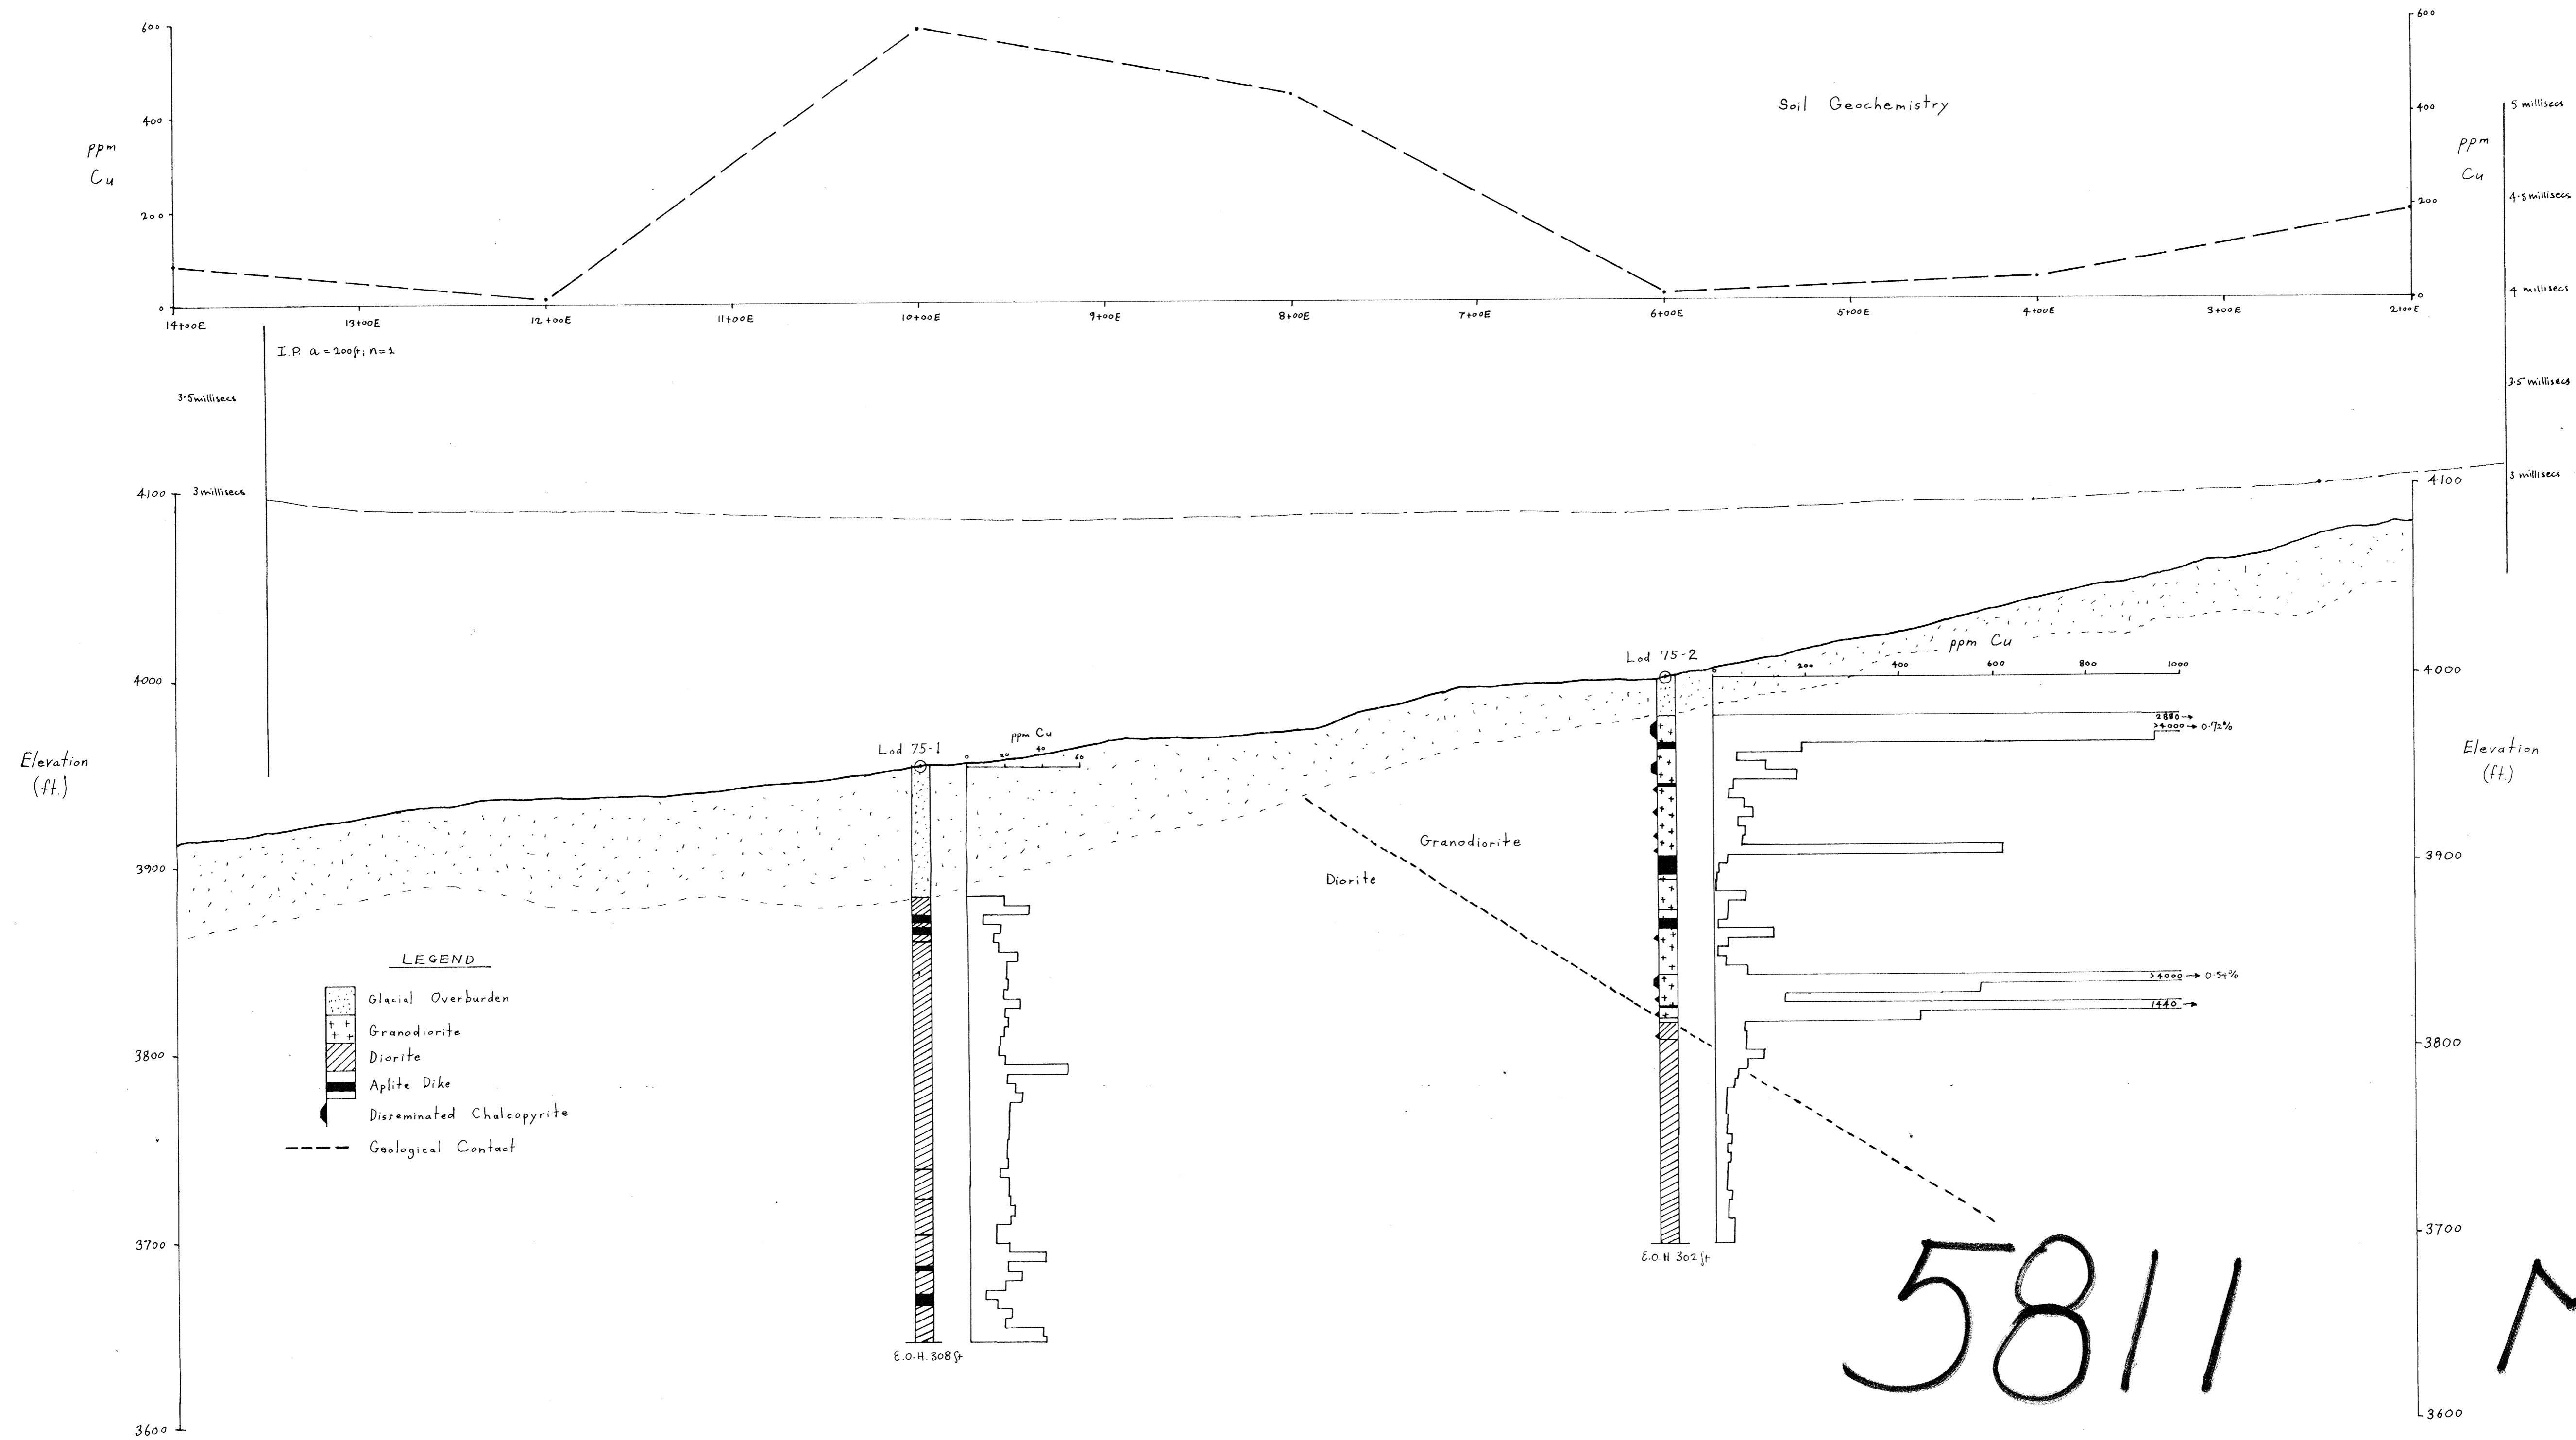 600
400
200
0
ppm
Cu
Soil Geochemistry
600
400
200
0
ppm
Cu
5 millisecs
4.5 millisecs
4 millisecs
3.5 millisecs
3 millisecs
14+00E 13+00E 12+00E 11+00E 10+00E 9+00E 8+00E 7+00E 6+00E 5+00E 4+00E 3+00E 2+00E
I.P. a = 200ft; n=1
3.5 millisecs
3 millisecs
4100
4000
Elevation
(ft.)
3900
3800
3700
3600
4100
4000
Elevation
(ft.)
3900
3800
3700
3600
Lod 75-1
ppm Cu
0 20 40 60
Lod 75-2
ppm Cu
0 200 400 600 800 1000
2880 →
>4000 → 0.72%
Granodiorite
Diorite
>4000 → 0.54%
1440 →
LEGEND
Glacial Overburden
Granodiorite
Diorite
Aplite Dike
Disseminated Chalcopyrite
Geological Contact
E.O.H. 308 ft
E.O.H 302 ft
5811